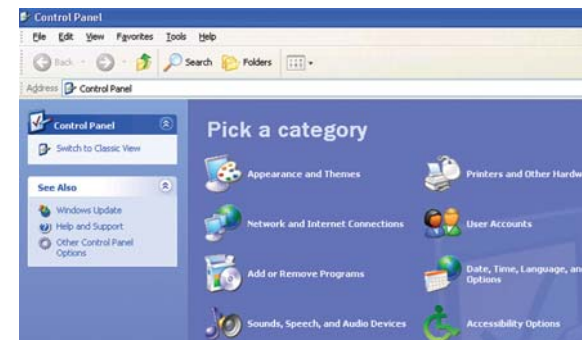 Control Panel
File Edit View Favorites Tools Help
Back Search Folders
Address Control Panel
Control Panel
Switch to Classic View
See Also
Windows Update
Help and Support
Other Control Panel
Options
Pick a category
Appearance and Themes
Printers and Other Hardw
Network and Internet Connections
User Accounts
Add or Remove Programs
Date, Time, Language, an
Options
Sounds, Speech, and Audio Devices
Accessibility Options